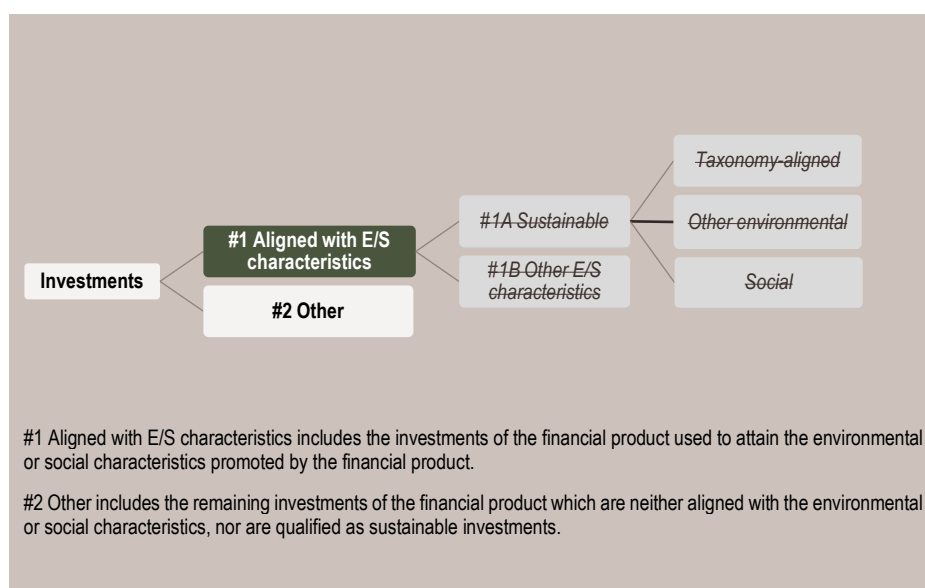 Taxonomy-aligned
#1A Sustainable
Other environmental
#1 Aligned with E/S
characteristics
#1B Other E/S
characteristics
Social
Investments
#2 Other
#1 Aligned with E/S characteristics includes the investments of the financial product used to attain the environmental
or social characteristics promoted by the financial product.
#2 Other includes the remaining investments of the financial product which are neither aligned with the environmental
or social characteristics, nor are qualified as sustainable investments.